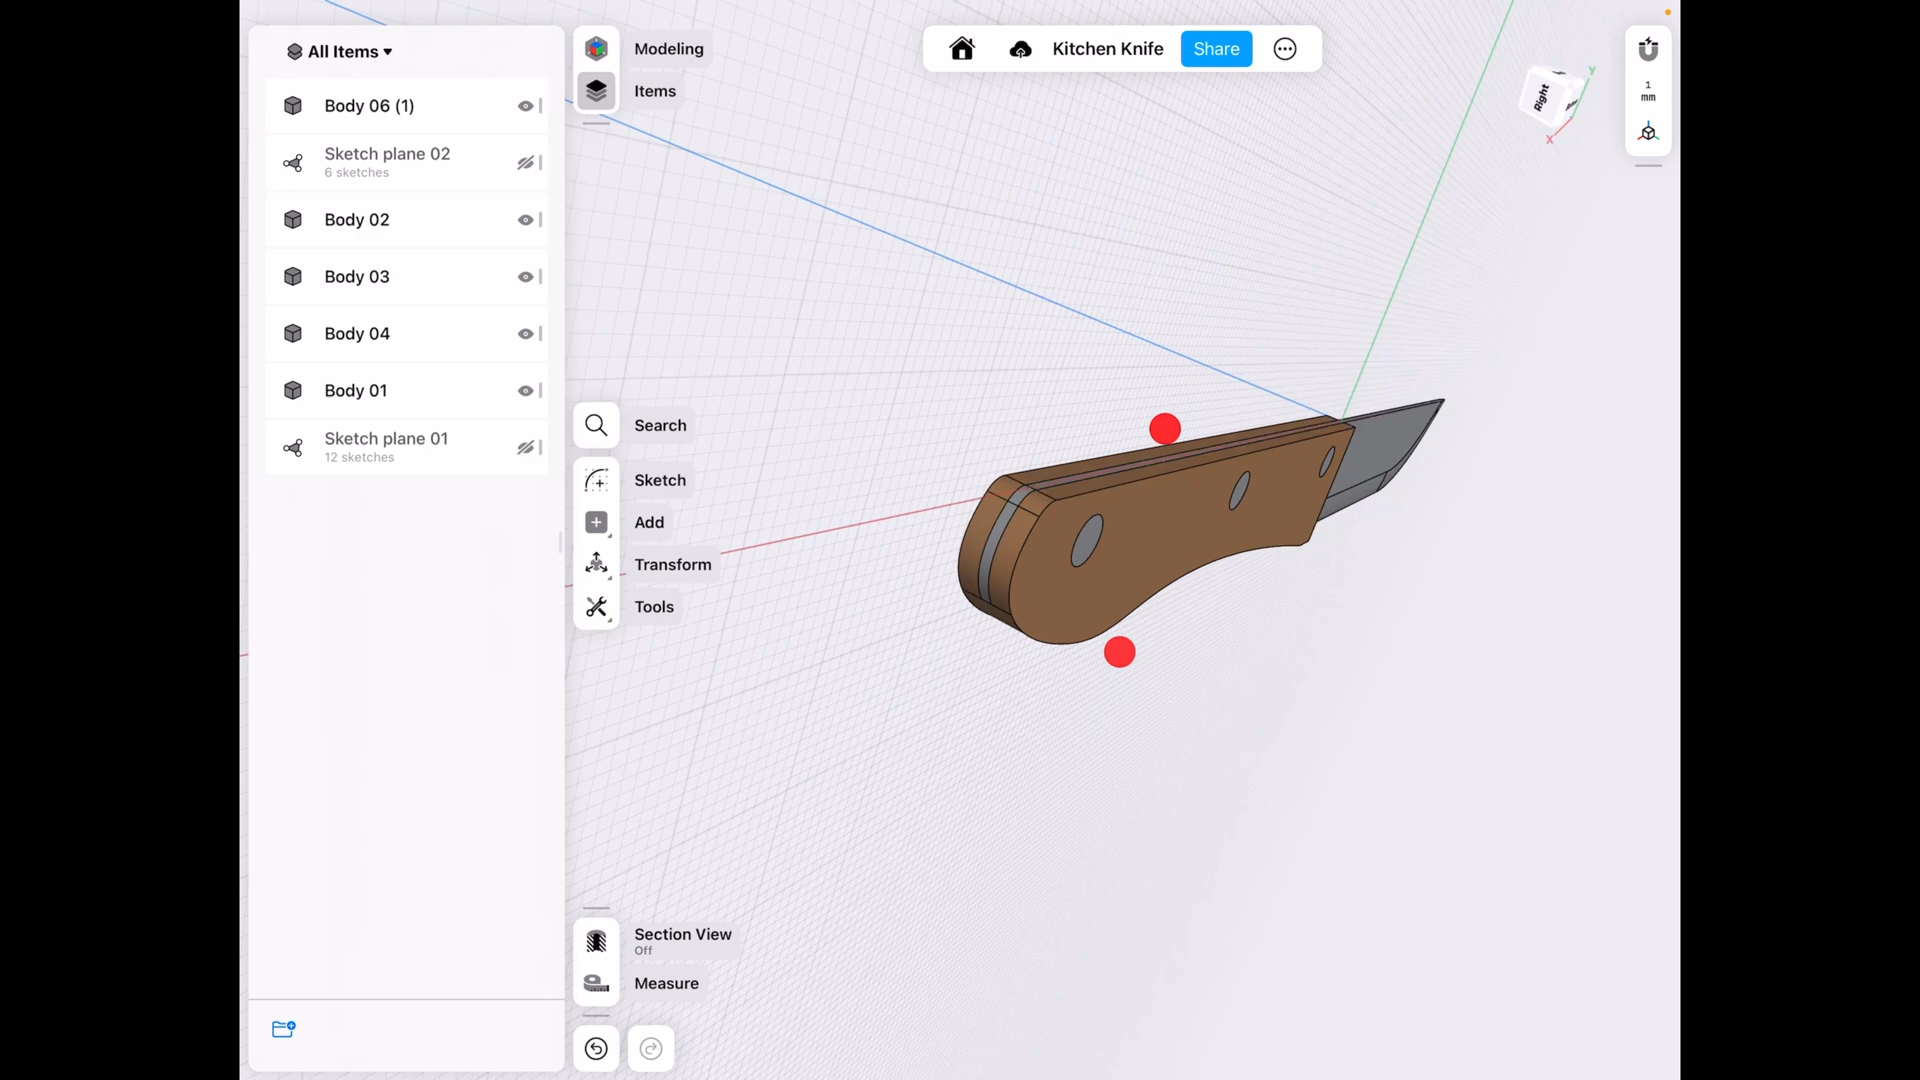 All Items
Body 06 (1)
Sketch plane 02
6 sketches
Body 02
Body 03
Body 04
Body 01
Sketch plane 01
12 sketches
Modeling
Items
Search
Sketch
Add
Transform
Tools
Section View
Off
Measure
Kitchen Knife
Share
Right
Y
X
1
mm